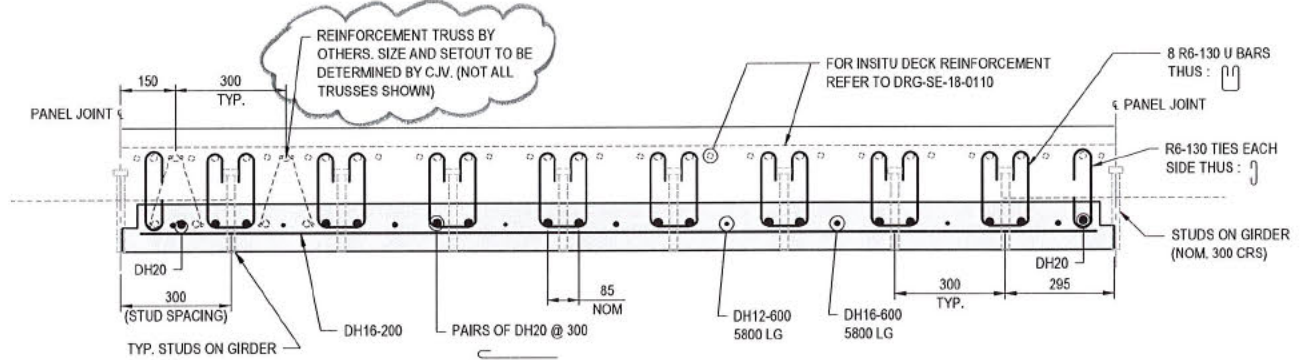 REINFORCEMENT TRUSS BY
OTHERS. SIZE AND SETOUT TO BE
DETERMINED BY CJV. (NOT ALL
TRUSSES SHOWN)
FOR INSITU DECK REINFORCEMENT
REFER TO DRG-SE-18-0110
8 R6-130 U BARS
THUS :
150
300
TYP.
PANEL JOINT ℄
℄ PANEL JOINT
R6-130 TIES EACH
SIDE THUS :
STUDS ON GIRDER
(NOM. 300 CRS)
DH20
DH20
300
(STUD SPACING)
85
NOM
300
TYP.
295
TYP. STUDS ON GIRDER
DH16-200
PAIRS OF DH20 @ 300
DH12-600
5800 LG
DH16-600
5800 LG